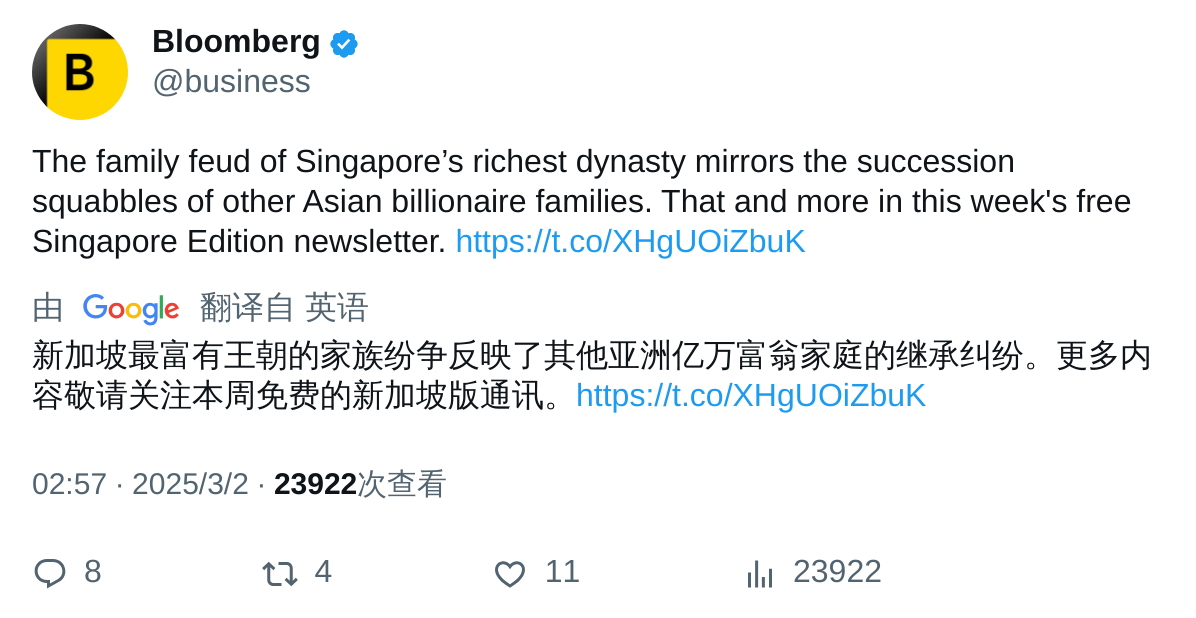 B
Bloomberg
@business
The family feud of Singapore’s richest dynasty mirrors the succession
squabbles of other Asian billionaire families. That and more in this week's free
Singapore Edition newsletter. https://t.co/XHgUOiZbuK
由 Google 翻译自 英语
新加坡最富有王朝的家族纷争反映了其他亚洲亿万富翁家庭的继承纠纷。更多内
容敬请关注本周免费的新加坡版通讯。https://t.co/XHgUOiZbuK
02:57 · 2025/3/2 · 23922次查看
8 4 11 23922